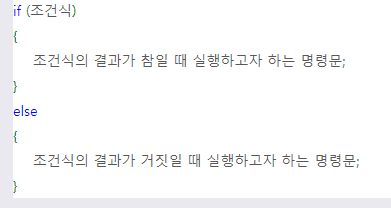 if (조건식)
{
조건식의 결과가 참일 때 실행하고자 하는 명령문;
}
else
{
조건식의 결과가 거짓일 때 실행하고자 하는 명령문;
}